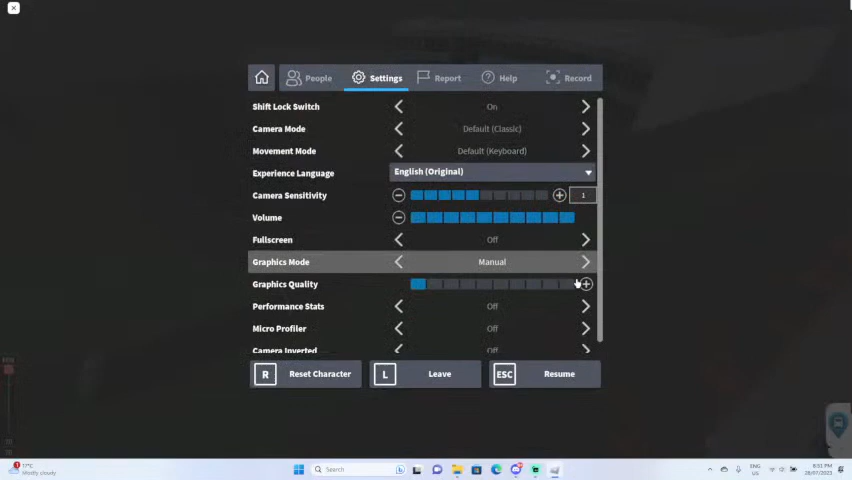 People
Settings
Report
Help
Record
Shift Lock Switch
On
Camera Mode
Default (Classic)
Movement Mode
Default (Keyboard)
Experience Language
English (Original)
Camera Sensitivity
1
Volume
Fullscreen
Off
Graphics Mode
Manual
Graphics Quality
Performance Stats
Off
Micro Profiler
Off
Camera Inverted
Off
R
Reset Character
L
Leave
ESC
Resume
17°C
Mostly cloudy
Search
ENG
US
8:01 PM
28/07/2023